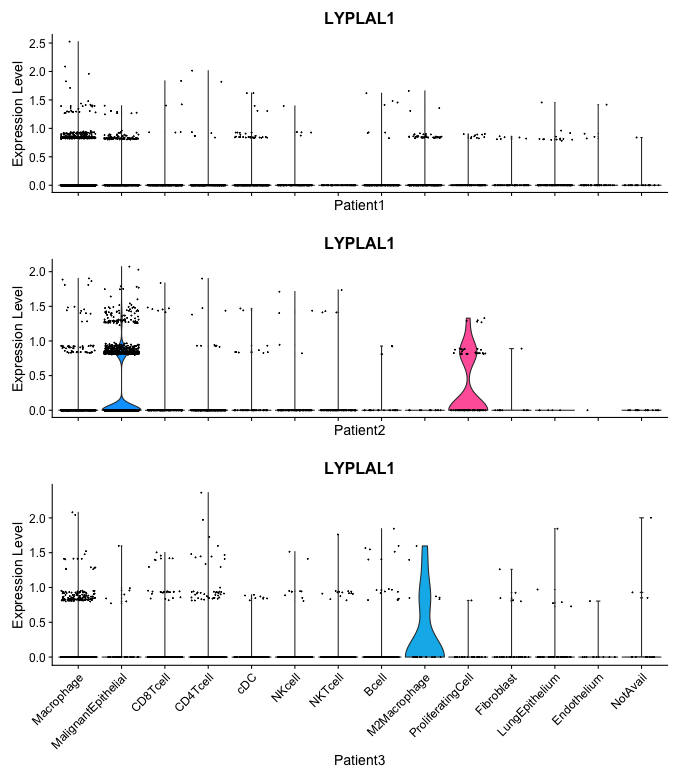 LYPLAL1
Expression Level
2.5
2.0
1.5
1.0
0.5
0.0
Patient1
LYPLAL1
Expression Level
2.0
1.5
1.0
0.5
0.0
Patient2
LYPLAL1
Expression Level
2.0
1.5
1.0
0.5
0.0
Macrophage
MalignantEpithelial
CD8Tcell
CD4Tcell
cDC
NKcell
NKTcell
Bcell
M2Macrophage
ProliferatingCell
Fibroblast
LungEpithelium
Endothelium
NotAvail
Patient3